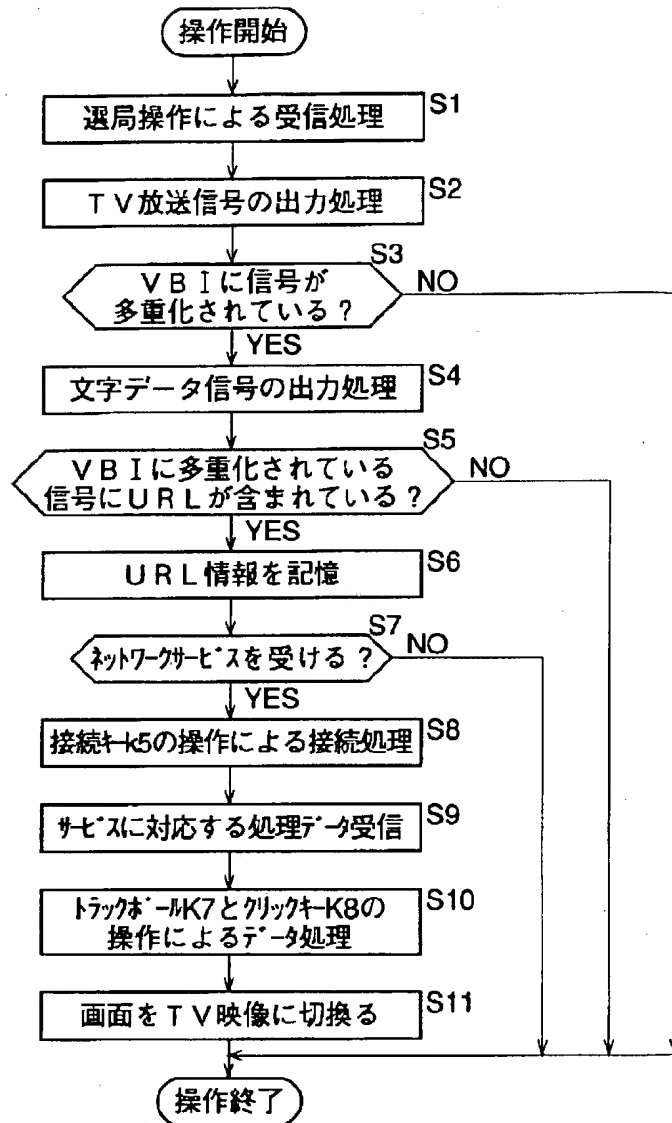 操作開始
選局操作による受信処理
S1
TV放送信号の出力処理
S2
S3
VBIに信号が
多重化されている?
NO
YES
文字データ信号の出力処理
S4
S5
VBIに多重化されている
信号にURLが含まれている?
NO
YES
URL情報を記憶
S6
S7
ネットワークサービスを受ける?
NO
YES
接続キーk5の操作による接続処理
S8
サービスに対応する処理データ受信
S9
トラックボールK7とクリックキーK8の
操作によるデータ処理
S10
画面をTV映像に切換る
S11
操作終了